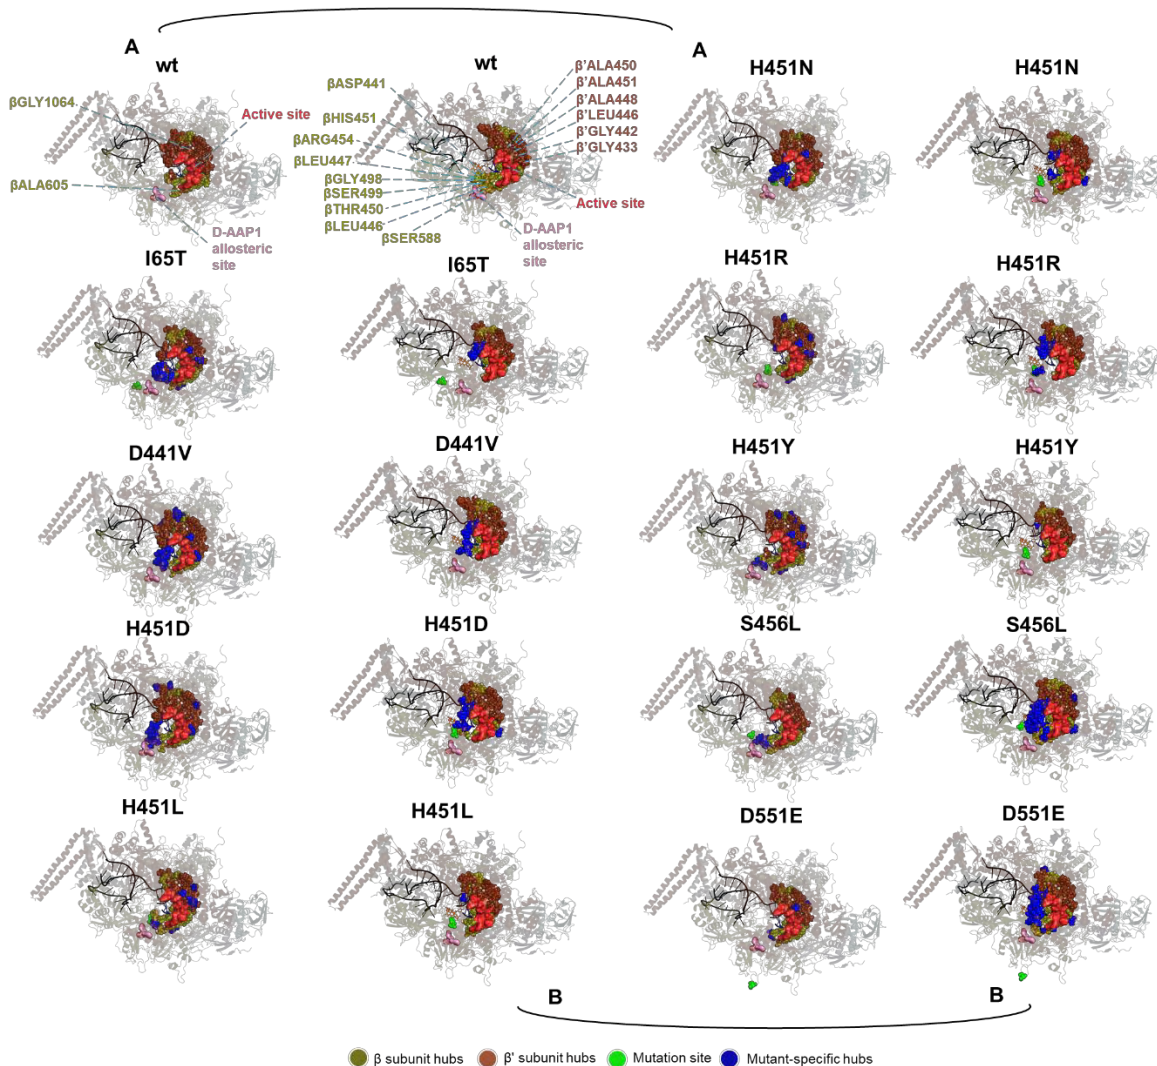 A
A
wt
wt
H451N
H451N
βGLY1064
Active site
βALA605
D-AAP1
allosteric
site
βASP441
βHIS451
βARG454
βLEU447
βGLY498
βSER499
βTHR450
βLEU446
βSER588
β'ALA450
β'ALA451
β'ALA448
β'LEU446
β'GLY442
β'GLY433
Active site
D-AAP1
allosteric
site
I65T
I65T
H451R
H451R
D441V
D441V
H451Y
H451Y
H451D
H451D
S456L
S456L
H451L
H451L
D551E
D551E
B
B
β subunit hubs
β' subunit hubs
Mutation site
Mutant-specific hubs